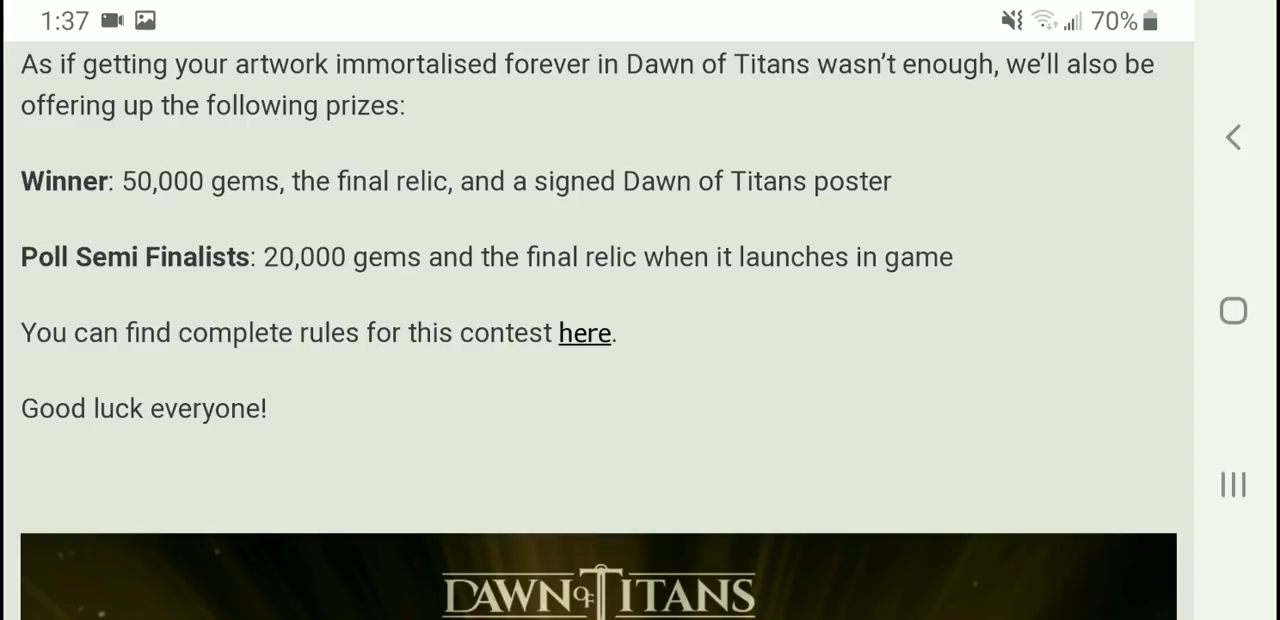 1:37 70%
As if getting your artwork immortalised forever in Dawn of Titans wasn’t enough, we’ll also be
offering up the following prizes:
Winner: 50,000 gems, the final relic, and a signed Dawn of Titans poster
Poll Semi Finalists: 20,000 gems and the final relic when it launches in game
You can find complete rules for this contest here.
Good luck everyone!
DAWN OF TITANS